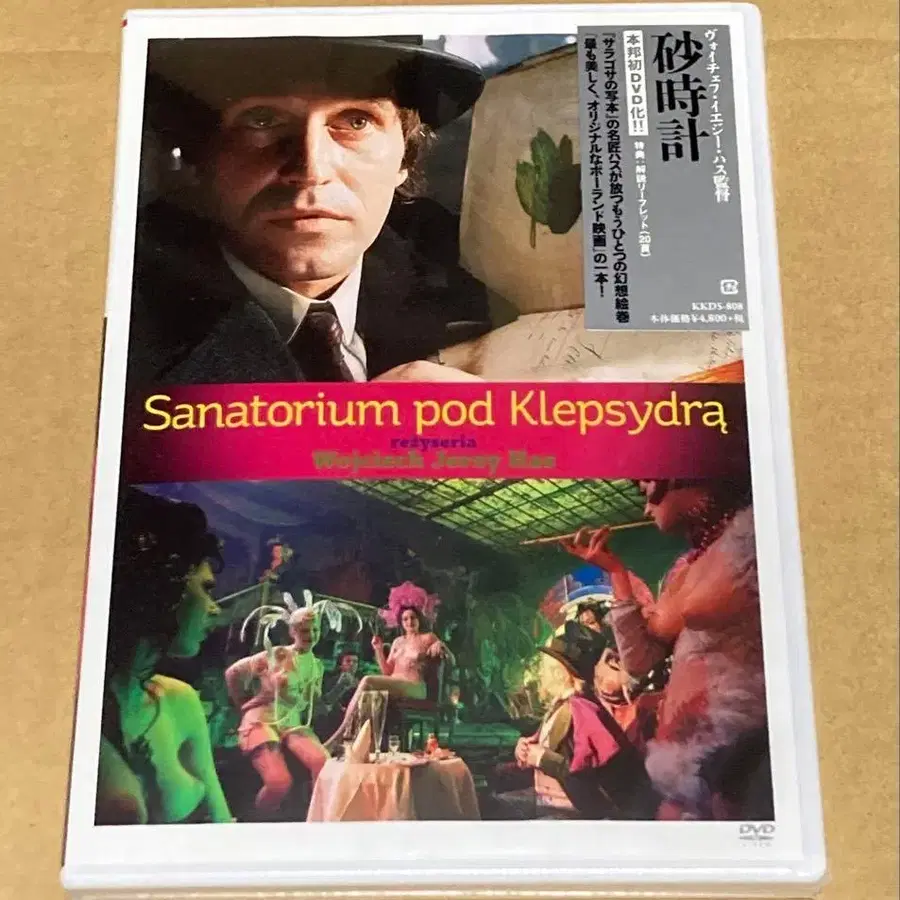 ヴォイチェフ・イエジー・ハス監督
砂時計
本邦初DVD化!! 特典:解説リーフレット(20頁)
『サラゴサの写本』の名匠ハスが放つもうひとつの幻想絵巻
「最も美しく、オリジナルなポーランド映画」の一本!
KKDS-808
本体価格¥4,800+税
Sanatorium pod Klepsydrą
reżyseria
Wojciech Jerzy Has
DVD
VIDEO